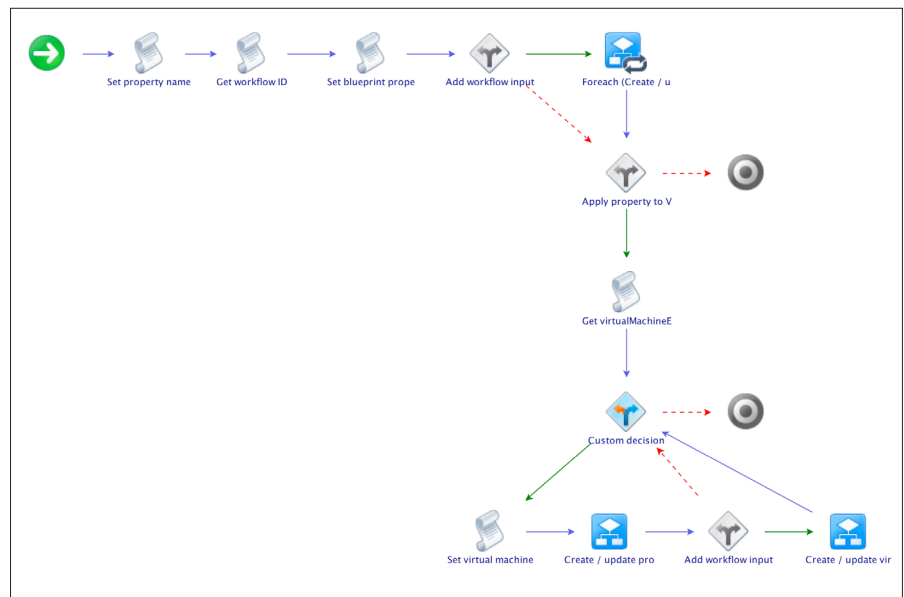 Set property name
Get workflow ID
Set blueprint prope
Add workflow input
Foreach (Create / u
Apply property to V
Get virtualMachineE
Custom decision
Set virtual machine
Create / update pro
Add workflow input
Create / update vir